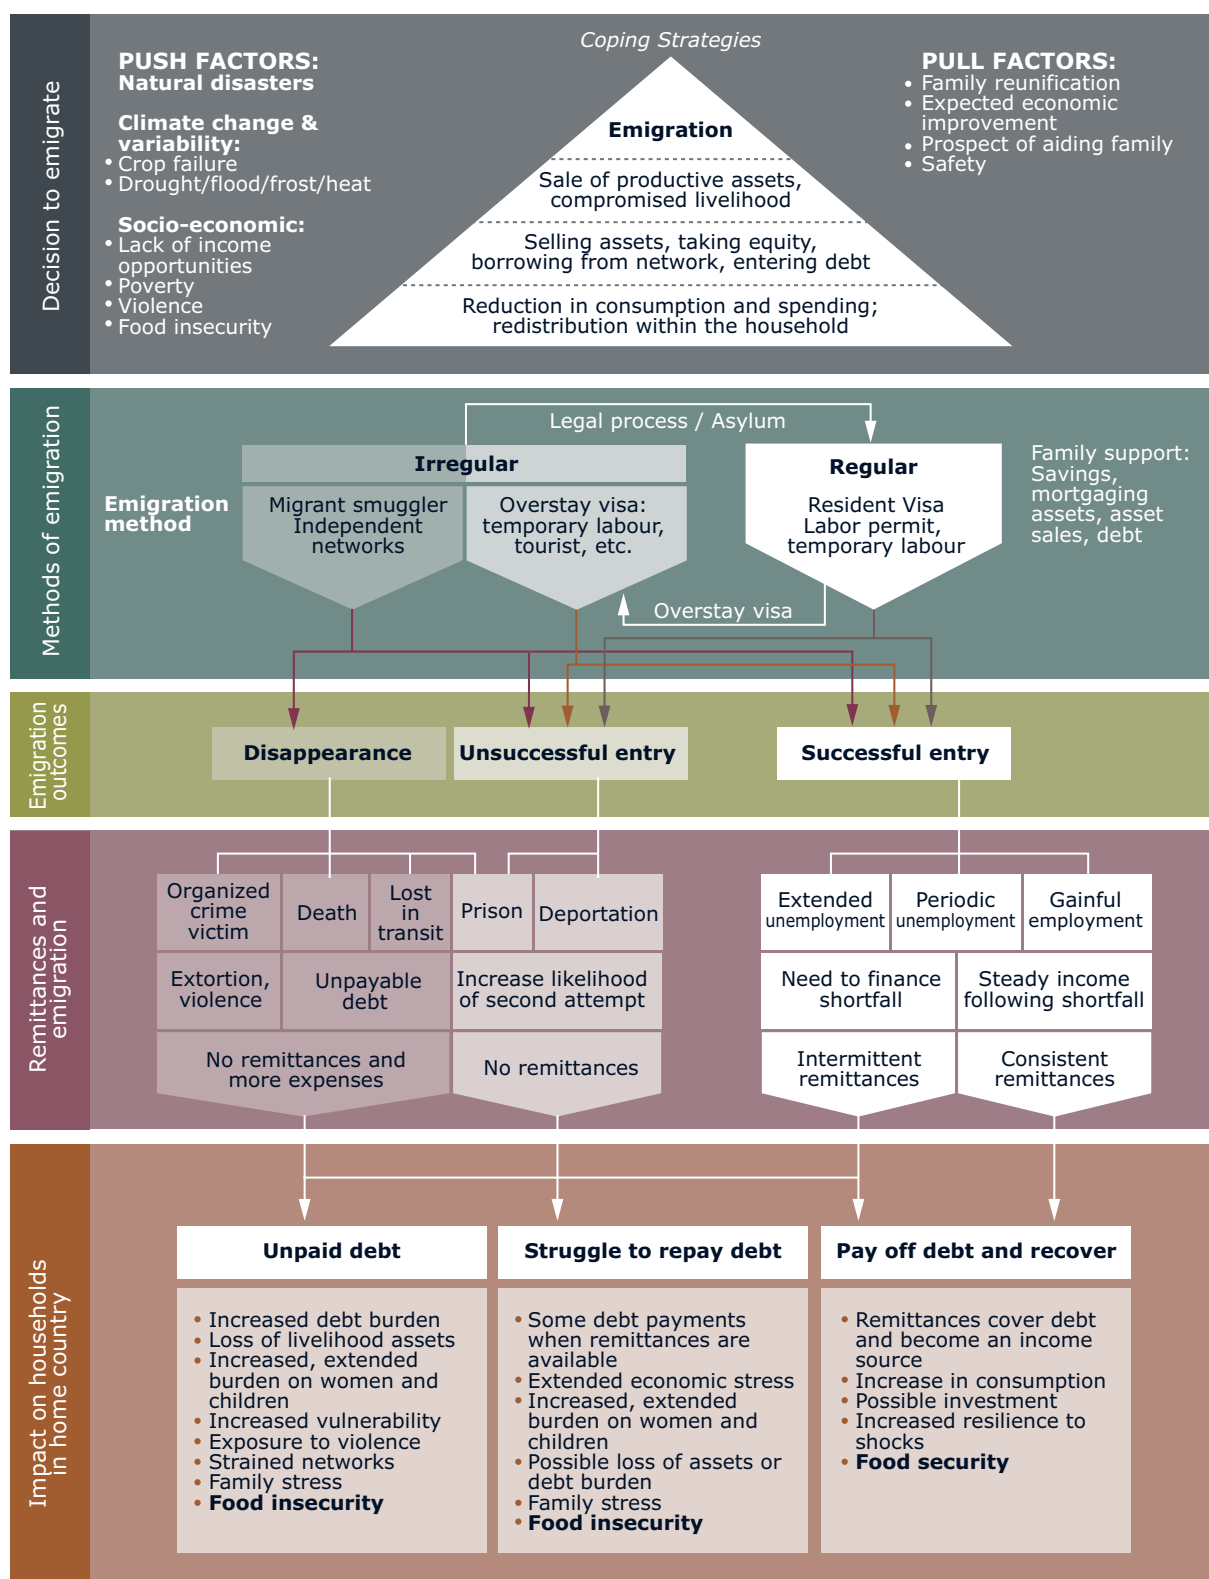 Decision to emigrate
PUSH FACTORS:
Natural disasters
Climate change &
variability:
• Crop failure
• Drought/flood/frost/heat
Socio-economic:
• Lack of income
opportunities
• Poverty
• Violence
• Food insecurity
Coping Strategies
Emigration
Sale of productive assets,
compromised livelihood
Selling assets, taking equity,
borrowing from network, entering debt
Reduction in consumption and spending;
redistribution within the household
PULL FACTORS:
• Family reunification
• Expected economic
improvement
• Prospect of aiding family
• Safety
Methods of emigration
Emigration
method
Legal process / Asylum
Irregular
Migrant smuggler
Independent
networks
Overstay visa:
temporary labour,
tourist, etc.
Regular
Resident Visa
Labor permit,
temporary labour
Overstay visa
Family support:
Savings,
mortgaging
assets, asset
sales, debt
Emigration
outcomes
Disappearance
Unsuccessful entry
Successful entry
Remittances and
emigration
Organized
crime
victim
Death
Lost
in
transit
Prison
Deportation
Extended
unemployment
Periodic
unemployment
Gainful
employment
Extortion,
violence
Unpayable
debt
Increase likelihood
of second attempt
Need to finance
shortfall
Steady income
following shortfall
No remittances and
more expenses
No remittances
Intermittent
remittances
Consistent
remittances
Impact on households
in home country
Unpaid debt
• Increased debt burden
• Loss of livelihood assets
• Increased, extended
burden on women and
children
• Increased vulnerability
• Exposure to violence
• Strained networks
• Family stress
• Food insecurity
Struggle to repay debt
• Some debt payments
when remittances are
available
• Extended economic stress
• Increased, extended
burden on women and
children
• Possible loss of assets or
debt burden
• Family stress
• Food insecurity
Pay off debt and recover
• Remittances cover debt
and become an income
source
• Increase in consumption
• Possible investment
• Increased resilience to
shocks
• Food security